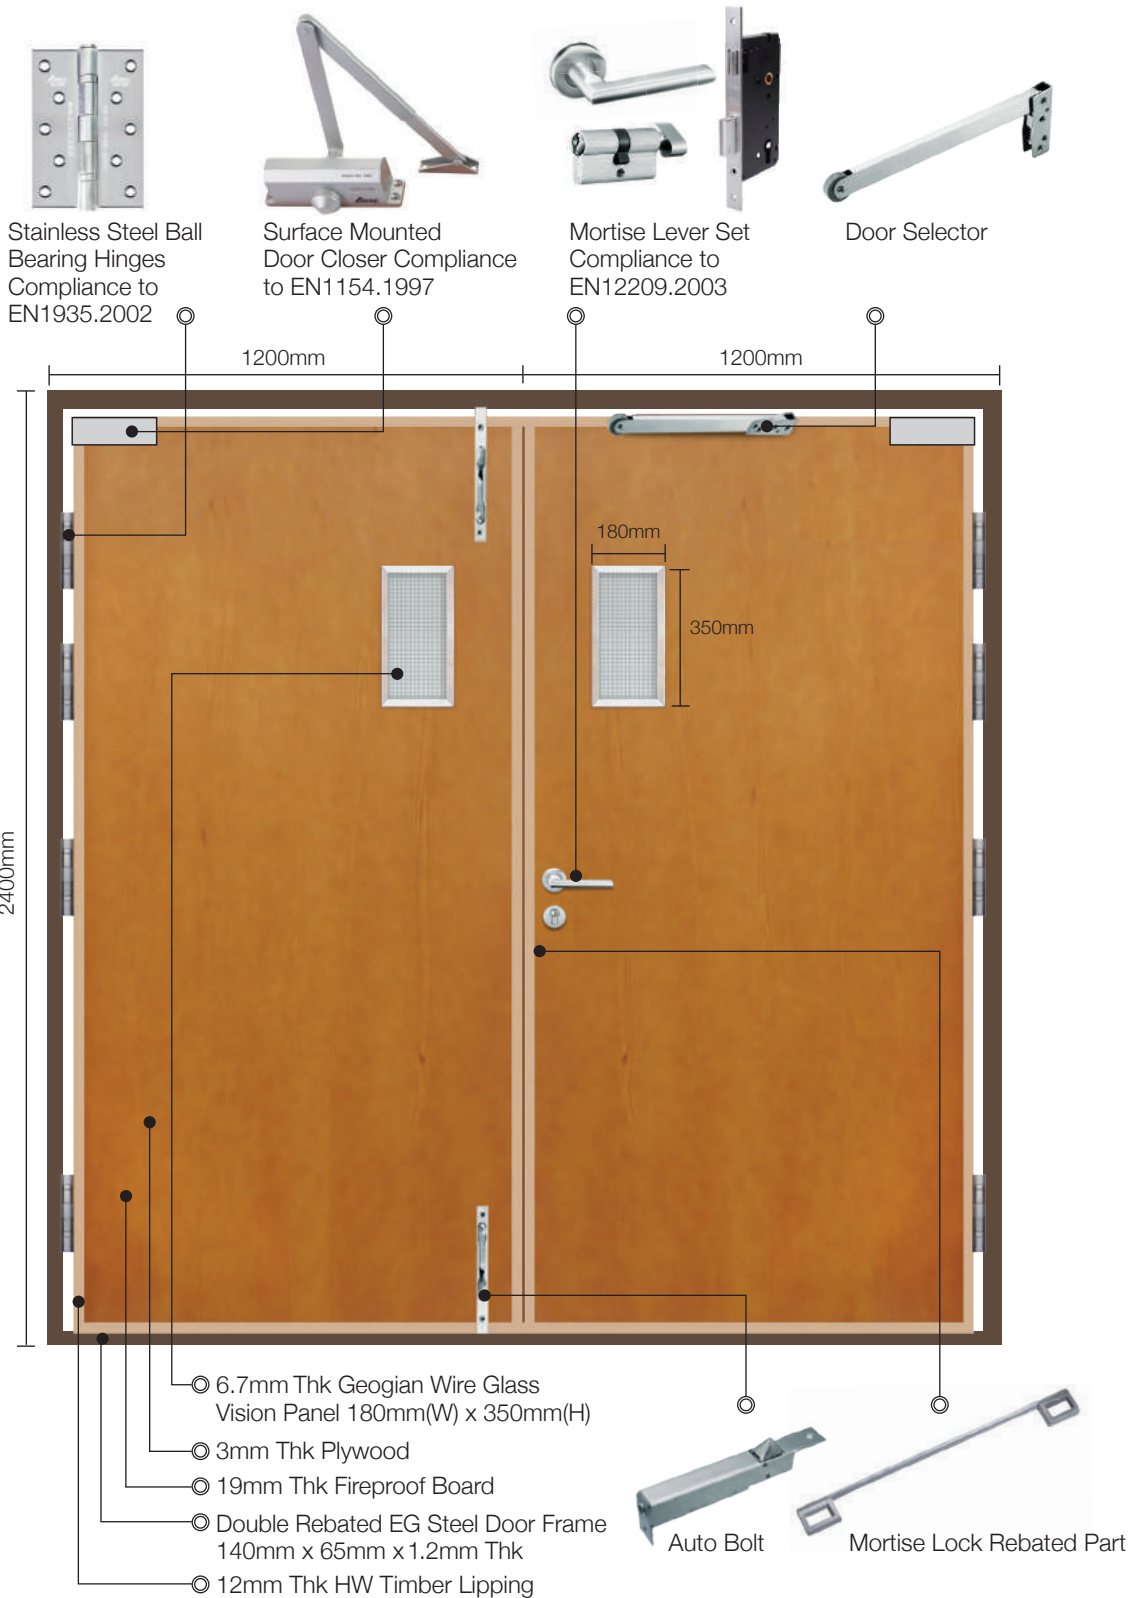 Stainless Steel Ball
Bearing Hinges
Compliance to
EN1935.2002
Surface Mounted
Door Closer Compliance
to EN1154.1997
Mortise Lever Set
Compliance to
EN12209.2003
Door Selector
1200mm
1200mm
180mm
350mm
2400mm
6.7mm Thk Geogian Wire Glass
Vision Panel 180mm(W) x 350mm(H)
3mm Thk Plywood
19mm Thk Fireproof Board
Double Rebated EG Steel Door Frame
140mm x 65mm x 1.2mm Thk
12mm Thk HW Timber Lipping
Auto Bolt
Mortise Lock Rebated Part